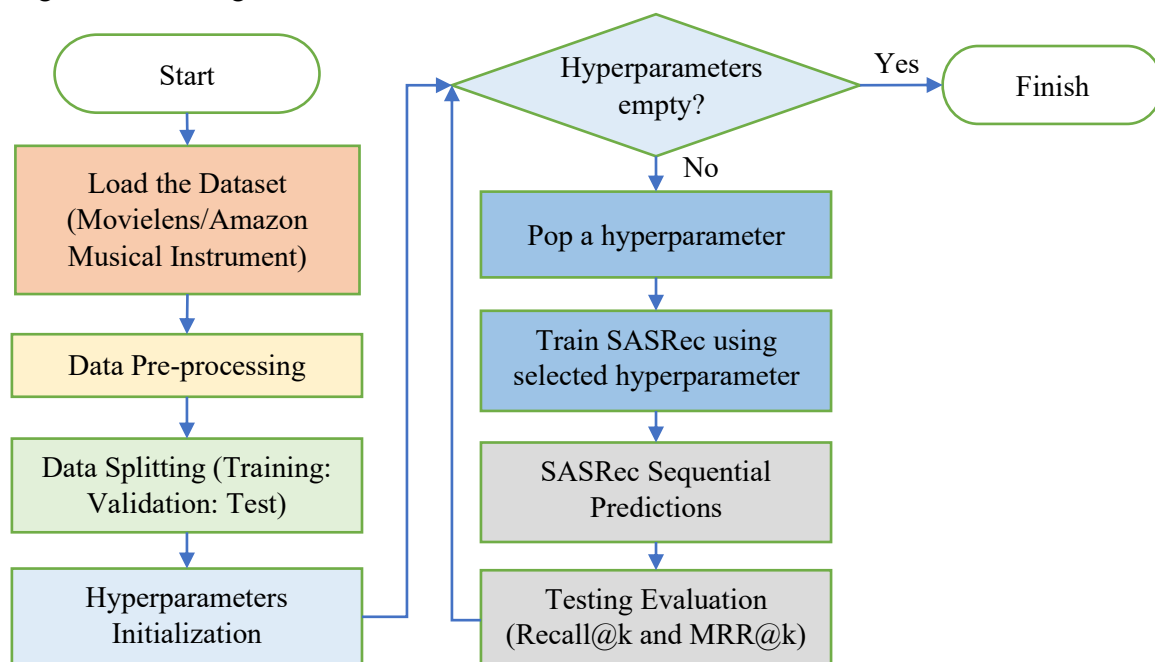 Start
Load the Dataset
(Movielens/Amazon
Musical Instrument)
Data Pre-processing
Data Splitting (Training:
Validation: Test)
Hyperparameters
Initialization
Hyperparameters
empty?
Yes
Finish
No
Pop a hyperparameter
Train SASRec using
selected hyperparameter
SASRec Sequential
Predictions
Testing Evaluation
(Recall@k and MRR@k)